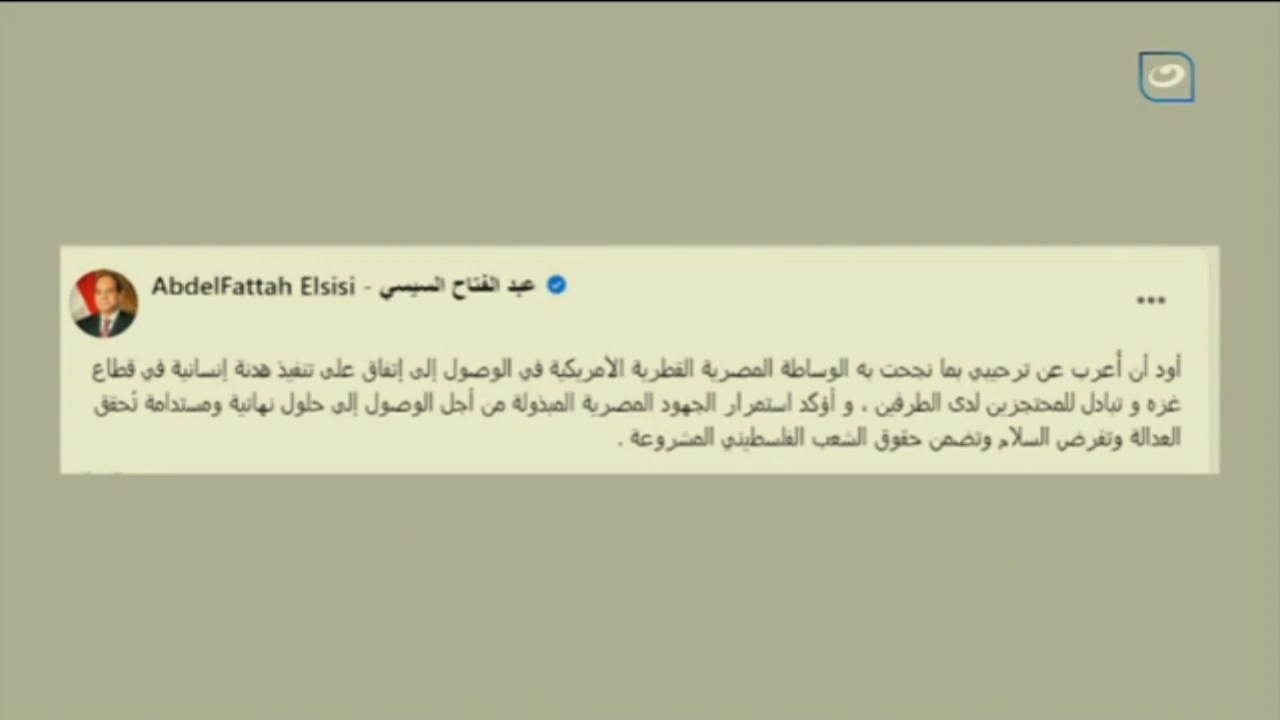 AbdelFattah Elsisi - عبد الفتاح السيسي
أود أن أُعرب عن ترحيبي بما نجحت به الوساطة المصرية القطرية الأمريكية في الوصول إلى إتفاق على تنفيذ هدنة إنسانية في قطاع
غزه و تبادل للمحتجزين لدى الطرفين ، و أؤكد استمرار الجهود المصرية المبذولة من أجل الوصول إلى حلول نهائية ومستدامة تُحقق
العدالة وتفرض السلام وتضمن حقوق الشعب الفلسطيني المشروعة .